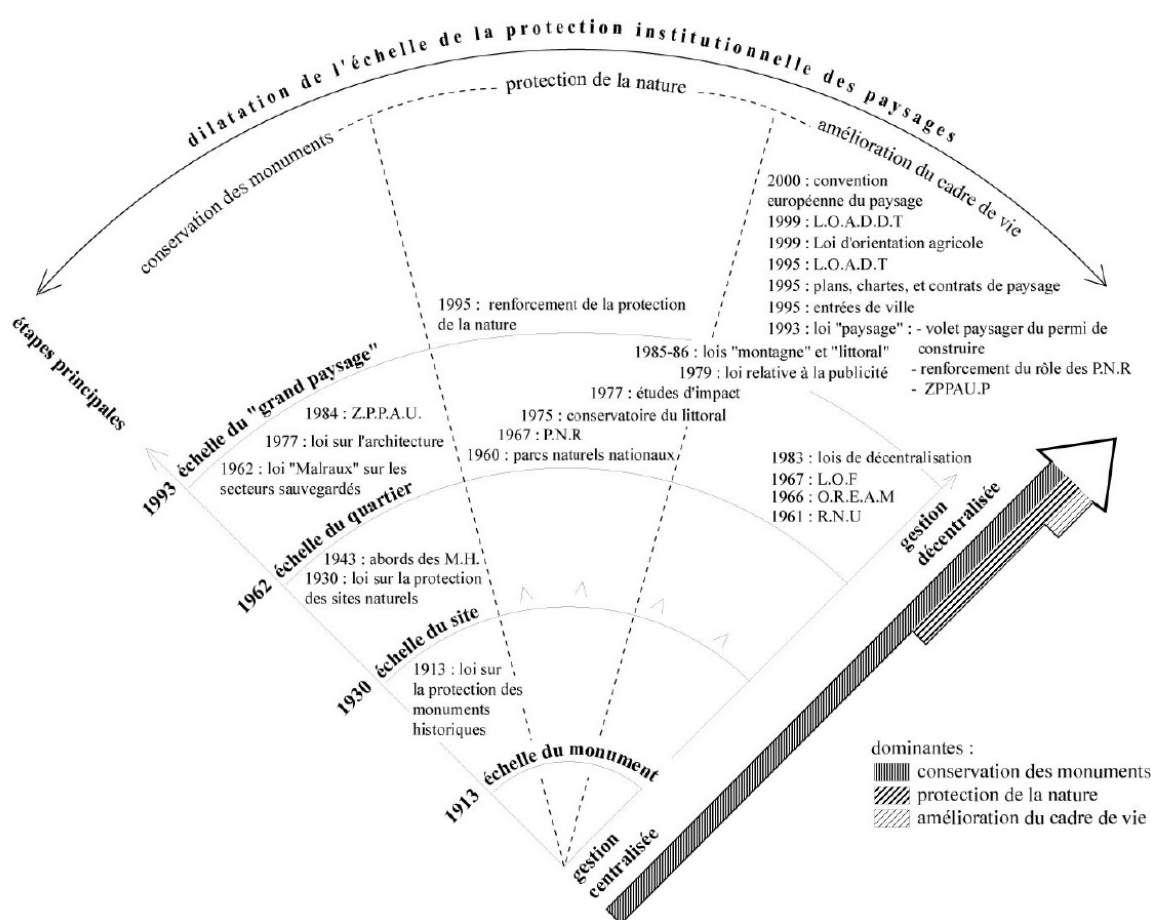 dilatation de l'échelle de la protection institutionnelle des paysages
conservation des monuments
protection de la nature
amélioration du cadre de vie
étapes principales
2000 : convention
européenne du paysage
1999 : L.O.A.D.D.T
1999 : Loi d'orientation agricole
1995 : L.O.A.D.T
1995 : plans, chartes, et contrats de paysage
1995 : entrées de ville
1993 : loi "paysage" : - volet paysager du permi de
construire
- renforcement du rôle des P.N.R
- ZPPAU.P
1995 : renforcement de la protection
de la nature
1985-86 : lois "montagne" et "littoral"
1979 : loi relative à la publicité
1977 : études d'impact
1975 : conservatoire du littoral
1967 : P.N.R
1960 : parcs naturels nationaux
1993
échelle du "grand paysage"
1984 : Z.P.P.A.U.
1977 : loi sur l'architecture
1962 : loi "Malraux" sur les
secteurs sauvegardés
1983 : lois de décentralisation
1967 : L.O.F
1966 : O.R.E.A.M
1961 : R.N.U
gestion
décentralisée
1962
échelle du quartier
1943 : abords des M.H.
1930 : loi sur la protection
des sites naturels
1930
échelle du site
1913 : loi sur
la protection des
monuments
historiques
1913
échelle du monument
gestion
centralisée
dominantes :
conservation des monuments
protection de la nature
amélioration du cadre de vie